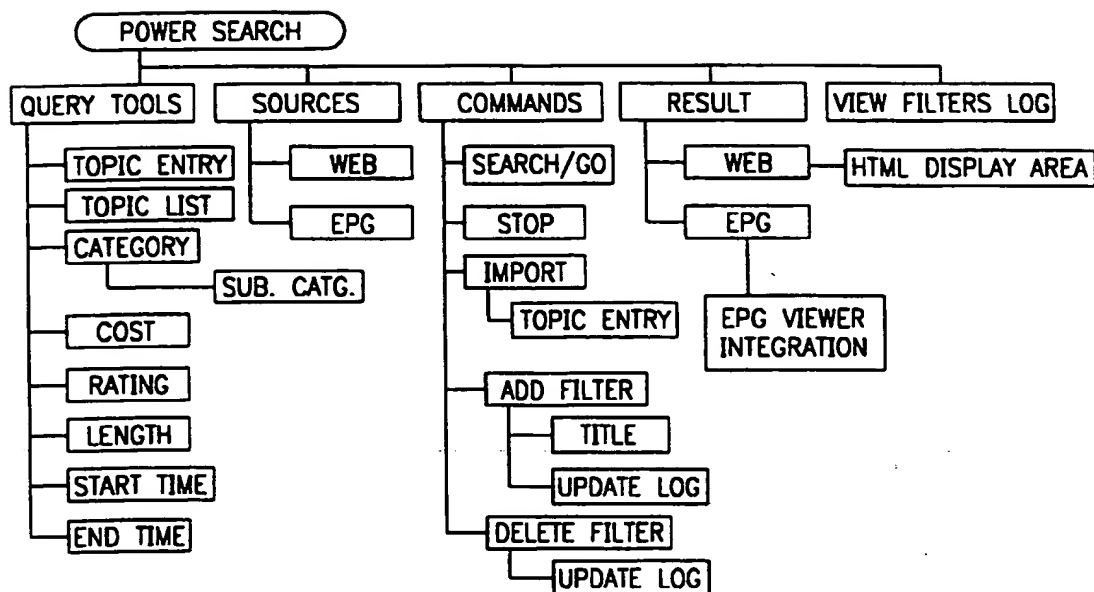 POWER SEARCH
QUERY TOOLS
TOPIC ENTRY
TOPIC LIST
CATEGORY
SUB. CATG.
COST
RATING
LENGTH
START TIME
END TIME
SOURCES
WEB
EPG
COMMANDS
SEARCH/GO
STOP
IMPORT
TOPIC ENTRY
ADD FILTER
TITLE
UPDATE LOG
DELETE FILTER
UPDATE LOG
RESULT
WEB
HTML DISPLAY AREA
EPG
EPG VIEWER
INTEGRATION
VIEW FILTERS LOG